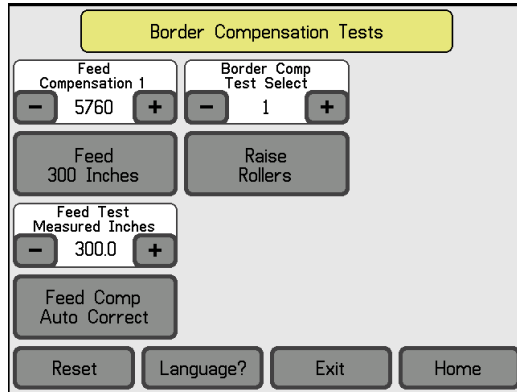 Border Compensation Tests
Feed
Compensation 1
- 5760 +
Border Comp
Test Select
- 1 +
Feed
300 Inches
Raise
Rollers
Feed Test
Measured Inches
- 300.0 +
Feed Comp
Auto Correct
Reset
Language?
Exit
Home